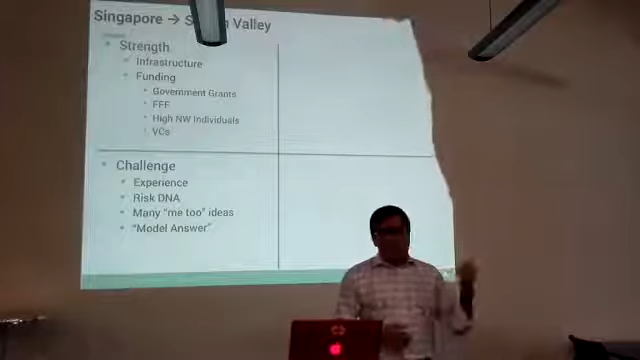 Singapore → S Valley
Strength
Infrastructure
Funding
Government Grants
FFF
High NW Individuals
VCs
Challenge
Experience
Risk DNA
Many "me too" ideas
"Model Answer"